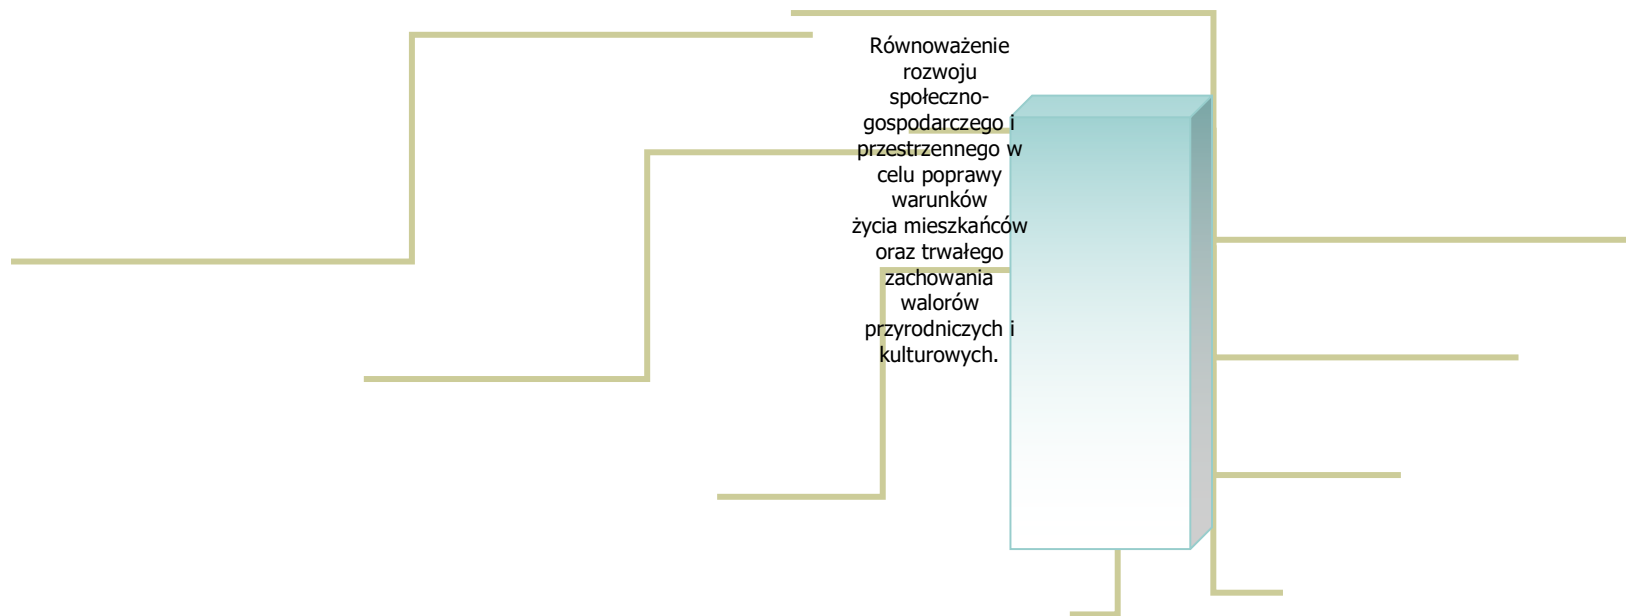 Równoważenie
rozwoju
społeczno-
gospodarczego i
przestrzennego w
celu poprawy
warunków
życia mieszkańców
oraz trwałego
zachowania
walorów
przyrodniczych i
kulturowych.